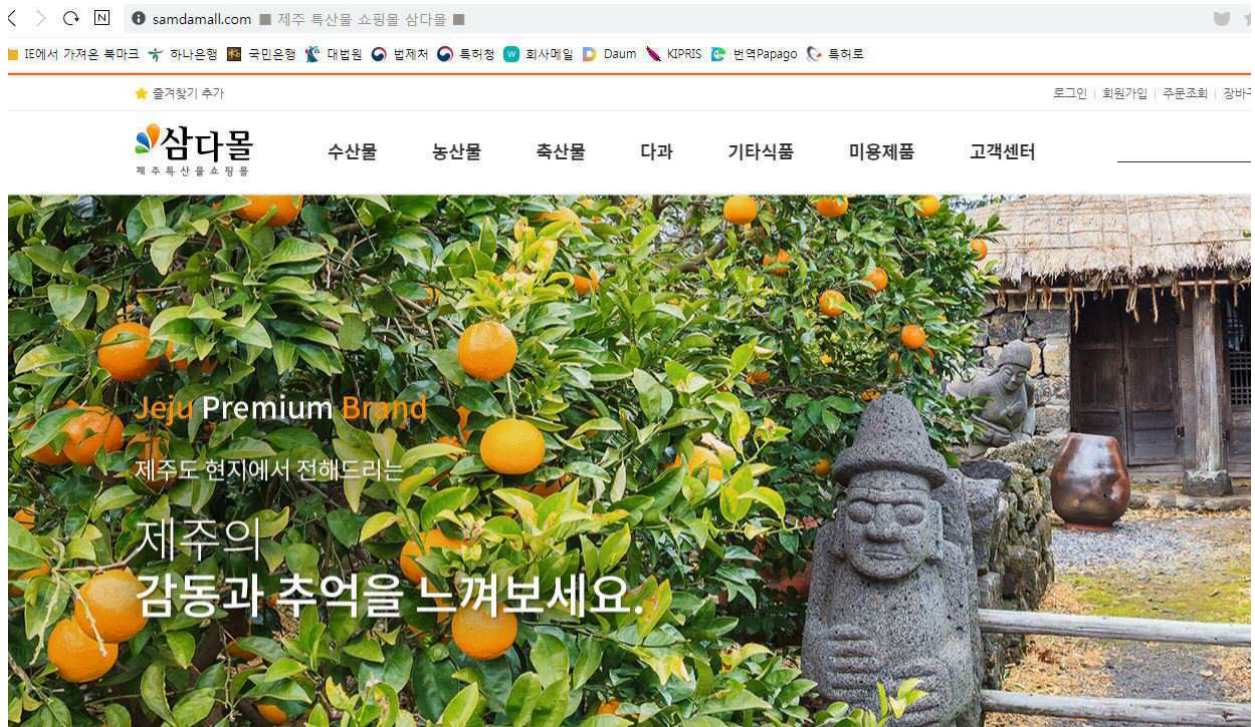 samdamall.com ■ 제주 특산물 쇼핑몰 삼다몰 ■
IE에서 가져온 북마크 하나은행 국민은행 대법원 법제처 특허청 회사메일 Daum KIPRIS 번역Papago 특허로
즐겨찾기 추가 로그인 회원가입 주문조회
삼다몰 수산물 농산물 축산물 다과 기타식품 미용제품 고객센터
제주특산물쇼핑몰
Jeju Premium Brand
제주도 현지에서 전해드리는
제주의
감동과 추억을 느껴보세요.